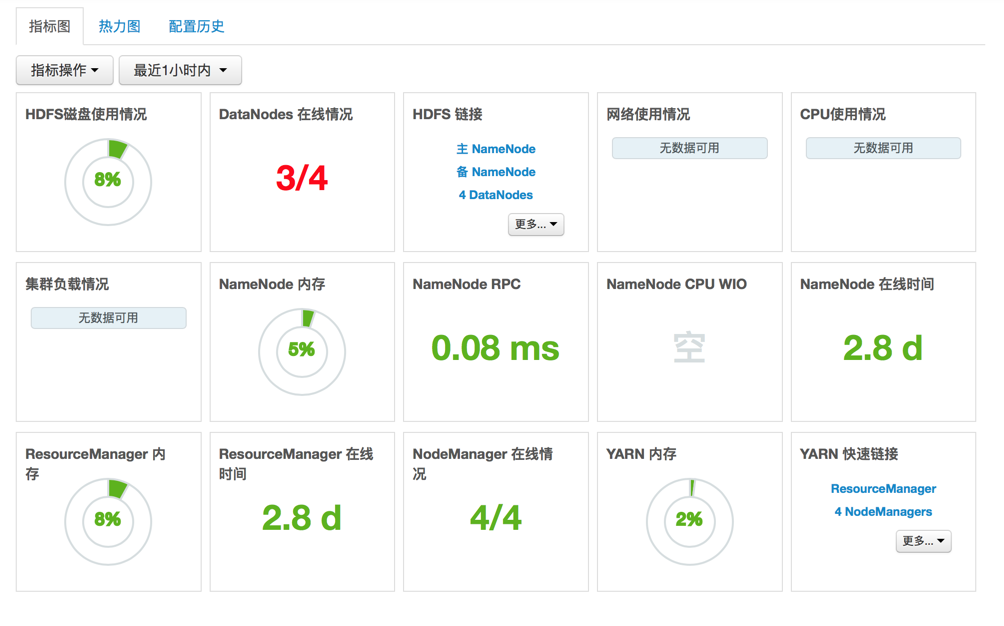 指标图 热力图 配置历史
指标操作 最近1小时内
HDFS磁盘使用情况
8%
DataNodes 在线情况
3/4
HDFS 链接
主 NameNode
备 NameNode
4 DataNodes
更多...
网络使用情况
无数据可用
CPU使用情况
无数据可用
集群负载情况
无数据可用
NameNode 内存
5%
NameNode RPC
0.08 ms
NameNode CPU WIO
空
NameNode 在线时间
2.8 d
ResourceManager 内
存
8%
ResourceManager 在线
时间
2.8 d
NodeManager 在线情
况
4/4
YARN 内存
2%
YARN 快速链接
ResourceManager
4 NodeManagers
更多...